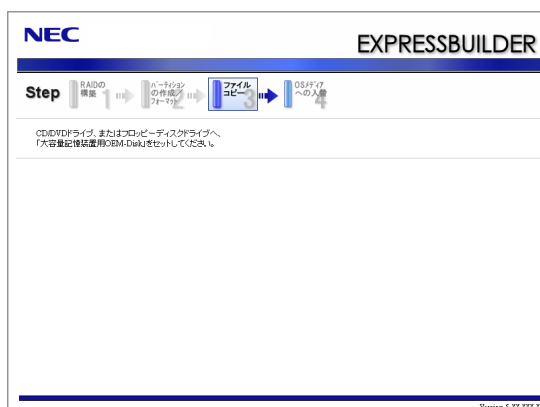 NEC
EXPRESSBUILDER
Step
RAIDの
構築
1
パーティション
の作成/
フォーマット
2
ファイル
コピー
3
OSメディア
への入替
4
CD/DVDドライブ、またはフロッピーディスクドライブへ、
「大容量記憶装置用OEM-Disk」をセットしてください。
Version